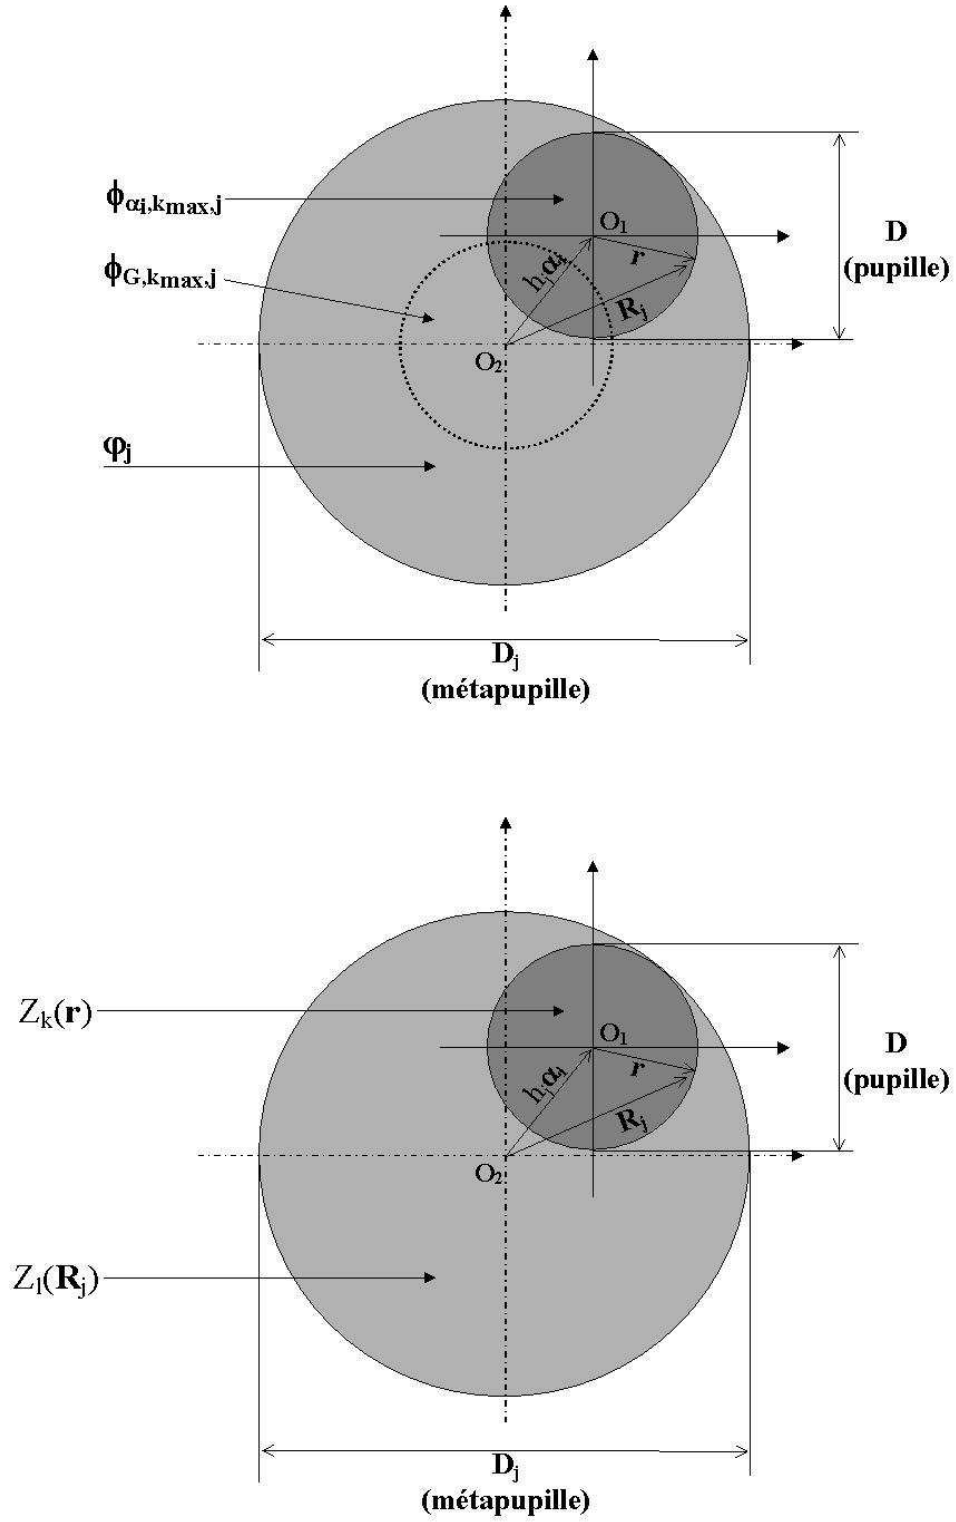 ϕαi,kmax,j
O₁
D
(pupille)
r
ϕG,kmax,j
hjαi
Rj
O₂
φj
Dj
(métapupille)
Zk(r)
O₁
D
(pupille)
r
hjαi
Rj
O₂
Zl(Rj)
Dj
(métapupille)